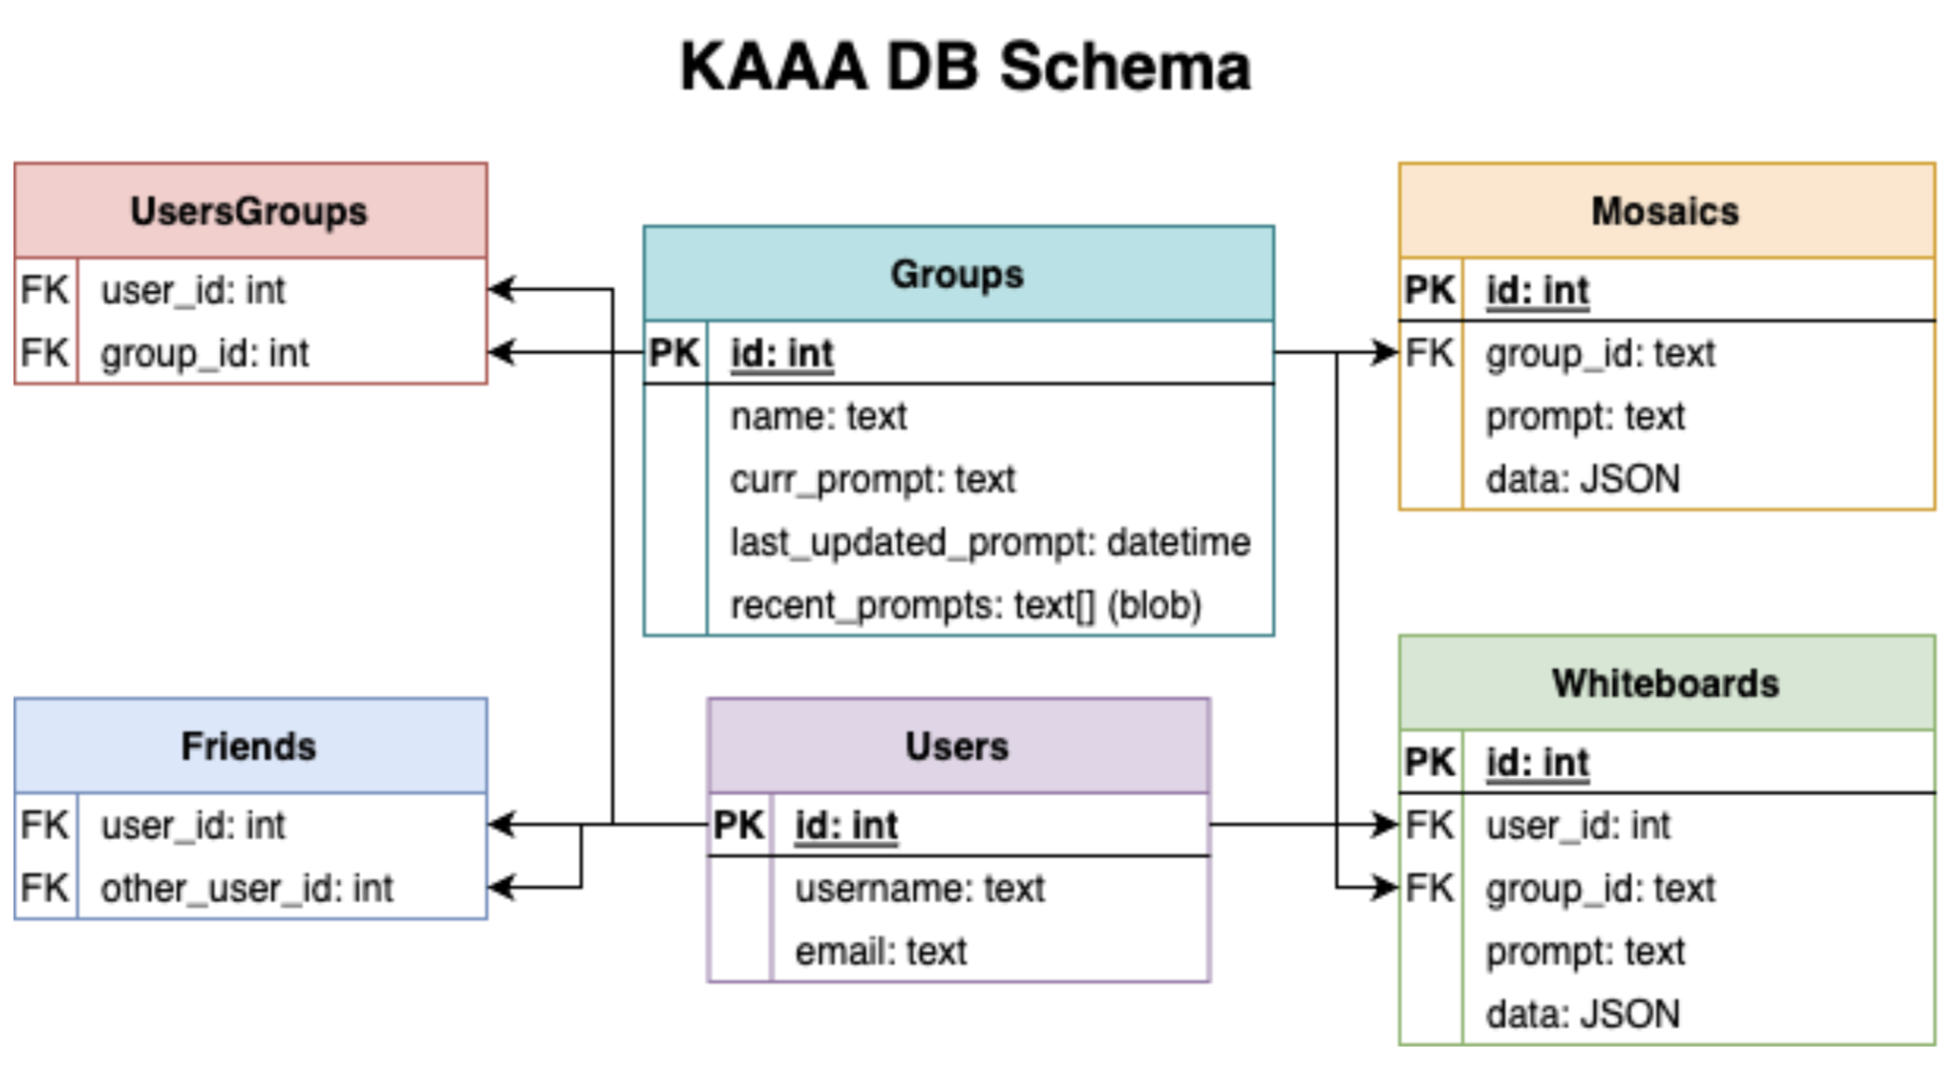 KAAA DB Schema
UsersGroups
FK user_id: int
FK group_id: int
Groups
PK id: int
name: text
curr_prompt: text
last_updated_prompt: datetime
recent_prompts: text[] (blob)
Mosaics
PK id: int
FK group_id: text
prompt: text
data: JSON
Friends
FK user_id: int
FK other_user_id: int
Users
PK id: int
username: text
email: text
Whiteboards
PK id: int
FK user_id: int
FK group_id: text
prompt: text
data: JSON